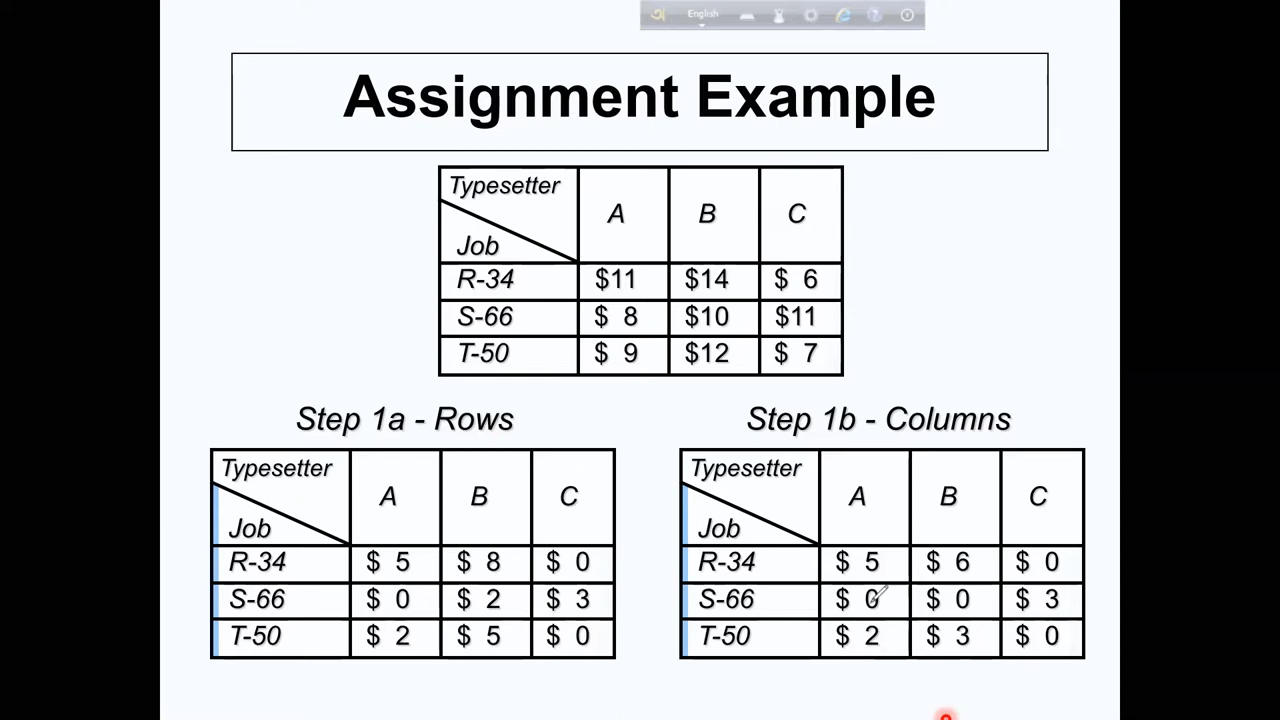 English
Assignment Example
Typesetter A B C
Job
R-34 $11 $14 $ 6
S-66 $ 8 $10 $11
T-50 $ 9 $12 $ 7
Step 1a - Rows
Typesetter A B C
Job
R-34 $ 5 $ 8 $ 0
S-66 $ 0 $ 2 $ 3
T-50 $ 2 $ 5 $ 0
Step 1b - Columns
Typesetter A B C
Job
R-34 $ 5 $ 6 $ 0
S-66 $ 0 $ 0 $ 3
T-50 $ 2 $ 3 $ 0